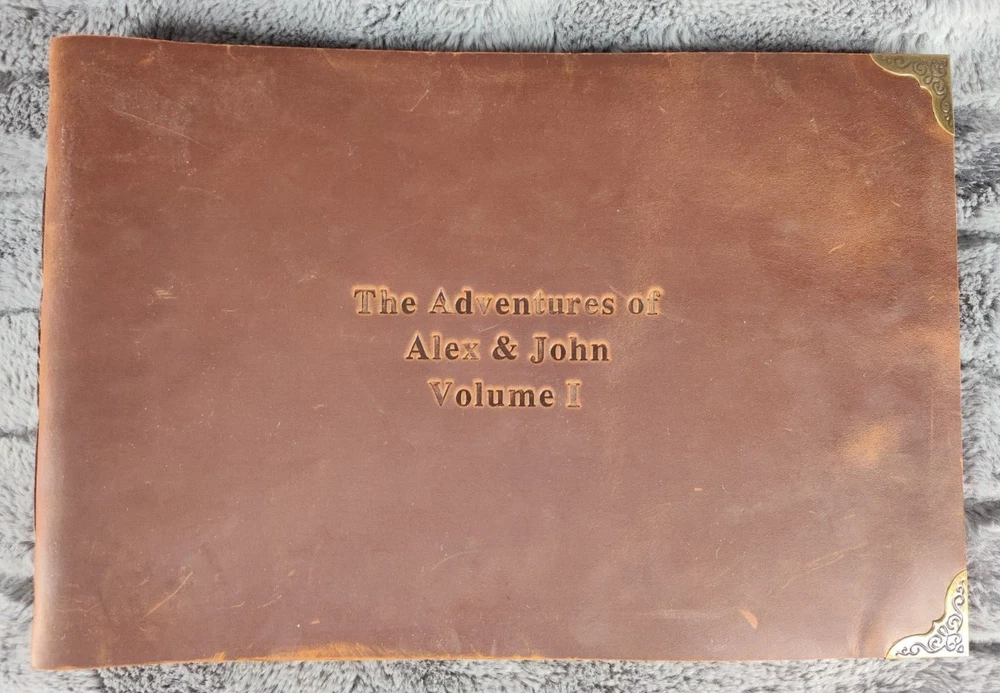 The Adventures of
Alex & John
Volume I